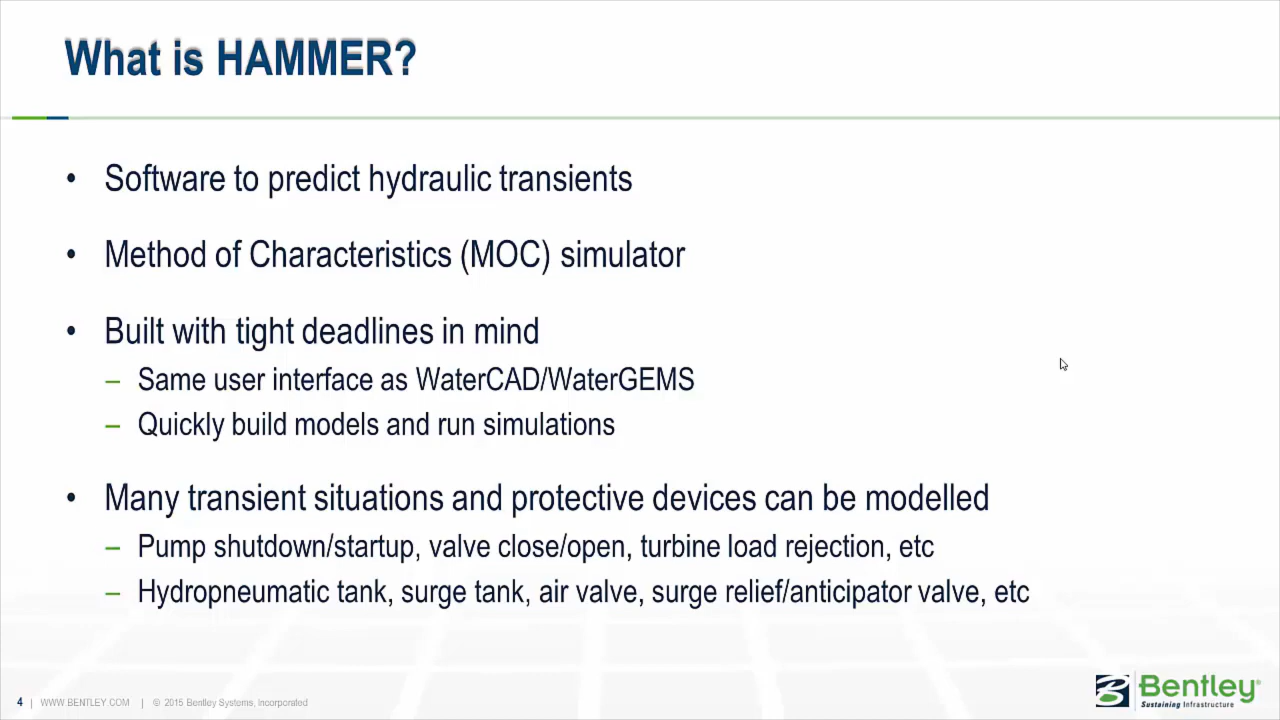 What is HAMMER?
• Software to predict hydraulic transients
• Method of Characteristics (MOC) simulator
• Built with tight deadlines in mind
– Same user interface as WaterCAD/WaterGEMS
– Quickly build models and run simulations
• Many transient situations and protective devices can be modelled
– Pump shutdown/startup, valve close/open, turbine load rejection, etc
– Hydropneumatic tank, surge tank, air valve, surge relief/anticipator valve, etc
4 | WWW.BENTLEY.COM | © 2015 Bentley Systems, Incorporated
Bentley®
Sustaining Infrastructure